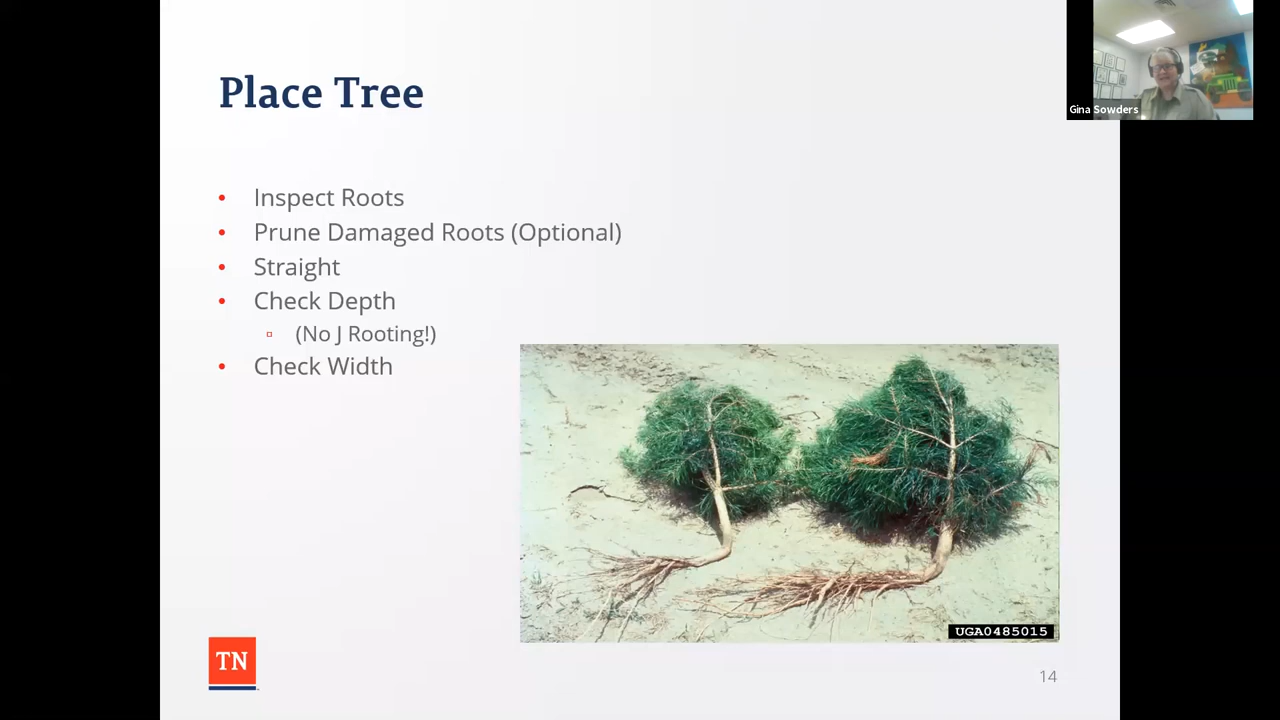 Place Tree
Gina Sowders
Inspect Roots
Prune Damaged Roots (Optional)
Straight
Check Depth
(No J Rooting!)
Check Width
UGA0485015
TN
14